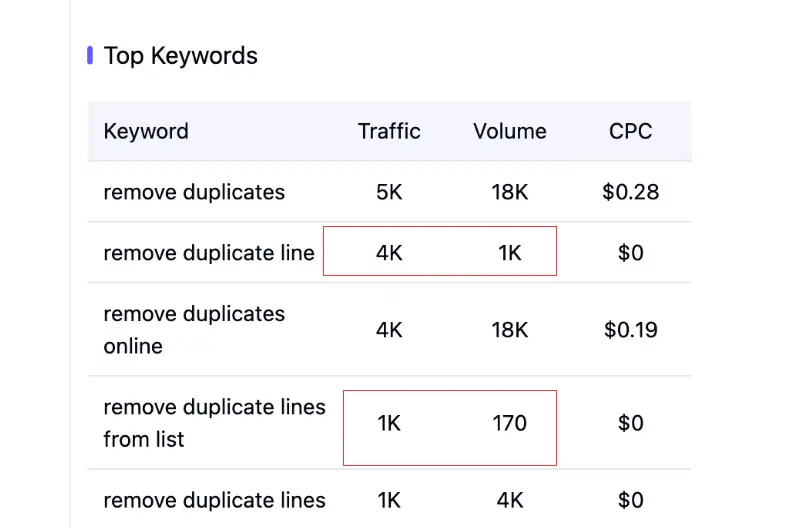 Top Keywords
Keyword Traffic Volume CPC
remove duplicates 5K 18K $0.28
remove duplicate line 4K 1K $0
remove duplicates
online 4K 18K $0.19
remove duplicate lines
from list 1K 170 $0
remove duplicate lines 1K 4K $0